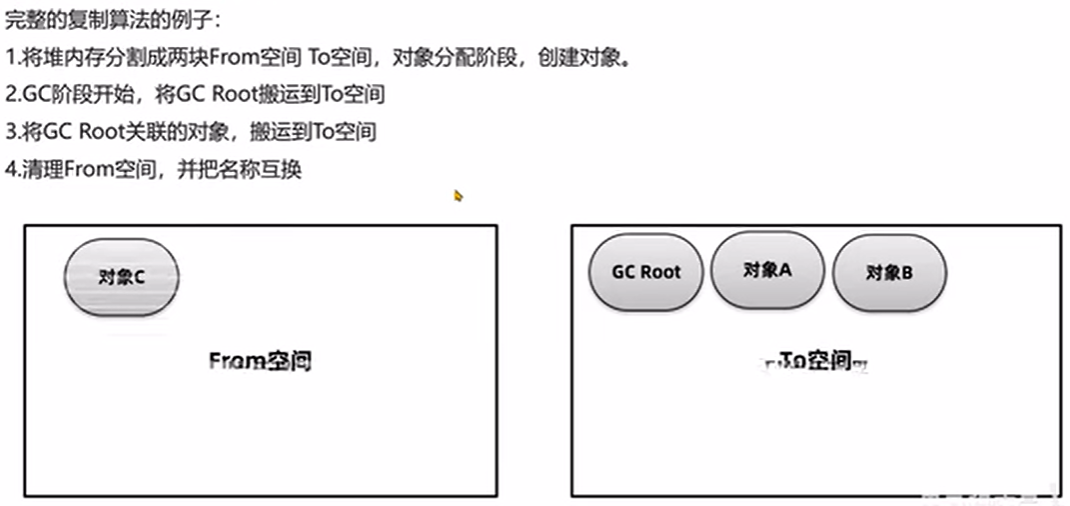 完整的复制算法的例子：
1.将堆内存分割成两块From空间 To空间，对象分配阶段，创建对象。
2.GC阶段开始，将GC Root搬运到To空间
3.将GC Root关联的对象，搬运到To空间
4.清理From空间，并把名称互换
对象C
GC Root
对象A
对象B
From空间
To空间